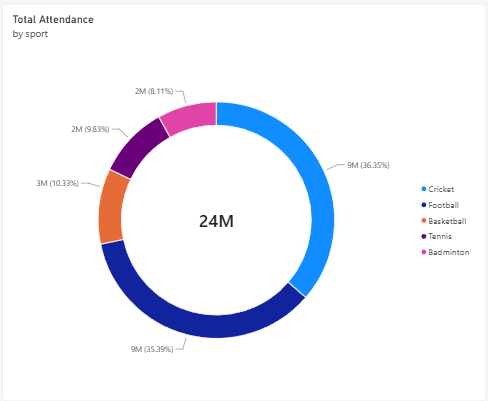 Total Attendance
by sport
2M (8.11%)
2M (9.83%)
9M (36.35%)
3M (10.33%)
24M
Cricket
Football
Basketball
Tennis
Badminton
9M (35.39%)